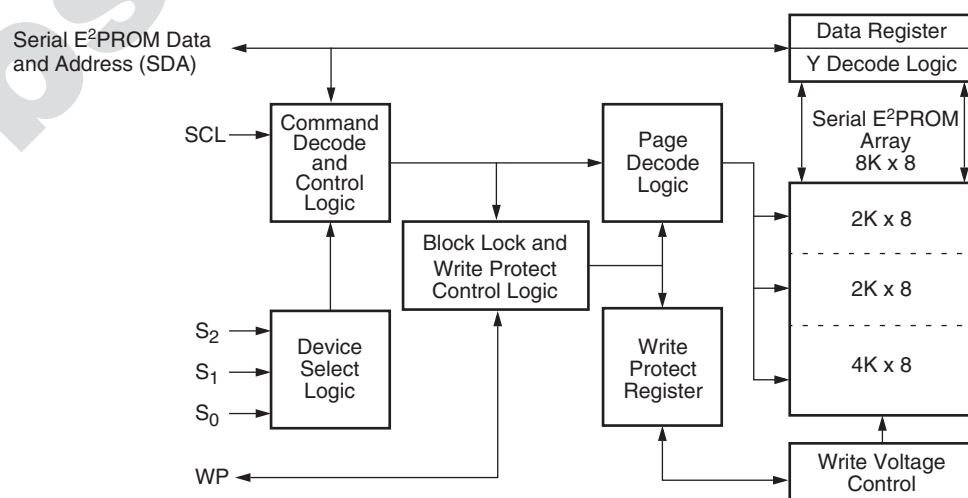 Serial E²PROM Data
and Address (SDA)
Data Register
Y Decode Logic
SCL
Command
Decode
and
Control
Logic
Page
Decode
Logic
Serial E²PROM
Array
8K x 8
2K x 8
2K x 8
4K x 8
Block Lock and
Write Protect
Control Logic
S₂
S₁
S₀
Device
Select
Logic
Write
Protect
Register
WP
Write Voltage
Control